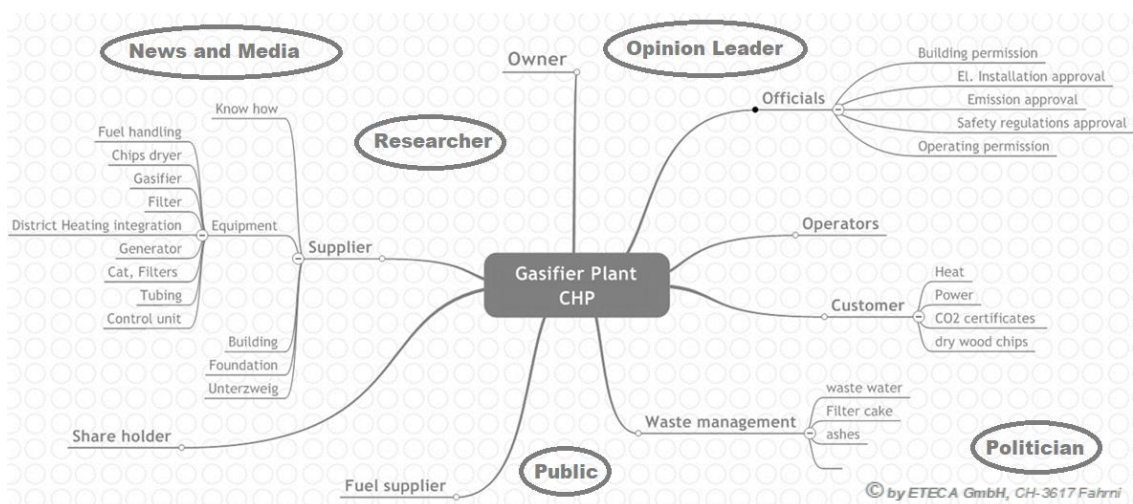 News and Media
Opinion Leader
Owner
Researcher
Officials
Building permission
El. Installation approval
Emission approval
Safety regulations approval
Operating permission
Know how
Fuel handling
Chips dryer
Gasifier
Filter
District Heating integration
Generator
Cat, Filters
Tubing
Control unit
Equipment
Supplier
Building
Foundation
Unterzweig
Gasifier Plant
CHP
Operators
Customer
Heat
Power
CO2 certificates
dry wood chips
Share holder
Fuel supplier
Public
Waste management
waste water
Filter cake
ashes
Politician
© by ETECA GmbH, CH-3617 Fahrni